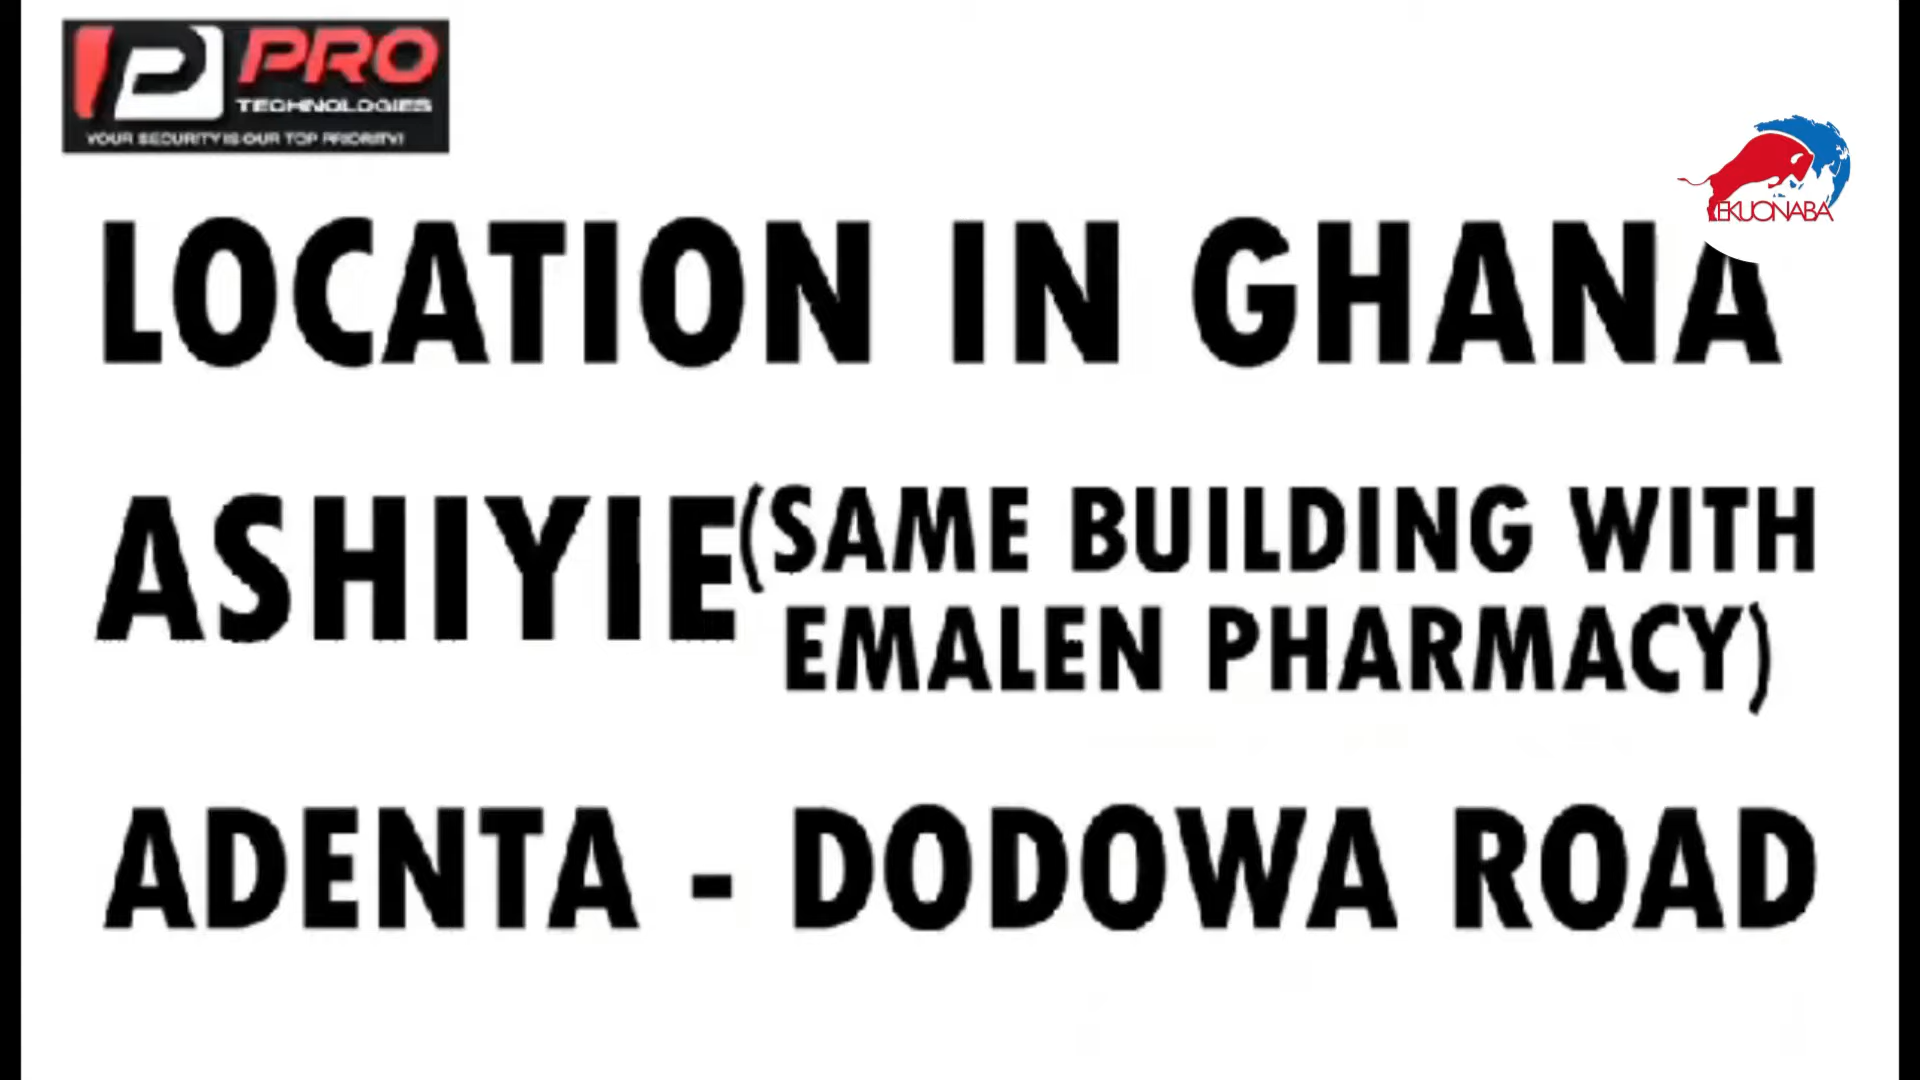 PRO
TECHNOLOGIES
YOUR SECURITY IS OUR TOP PRIORITY!
EKUONABA
LOCATION IN GHANA
ASHIYIE (SAME BUILDING WITH
EMALEN PHARMACY)
ADENTA - DODOWA ROAD